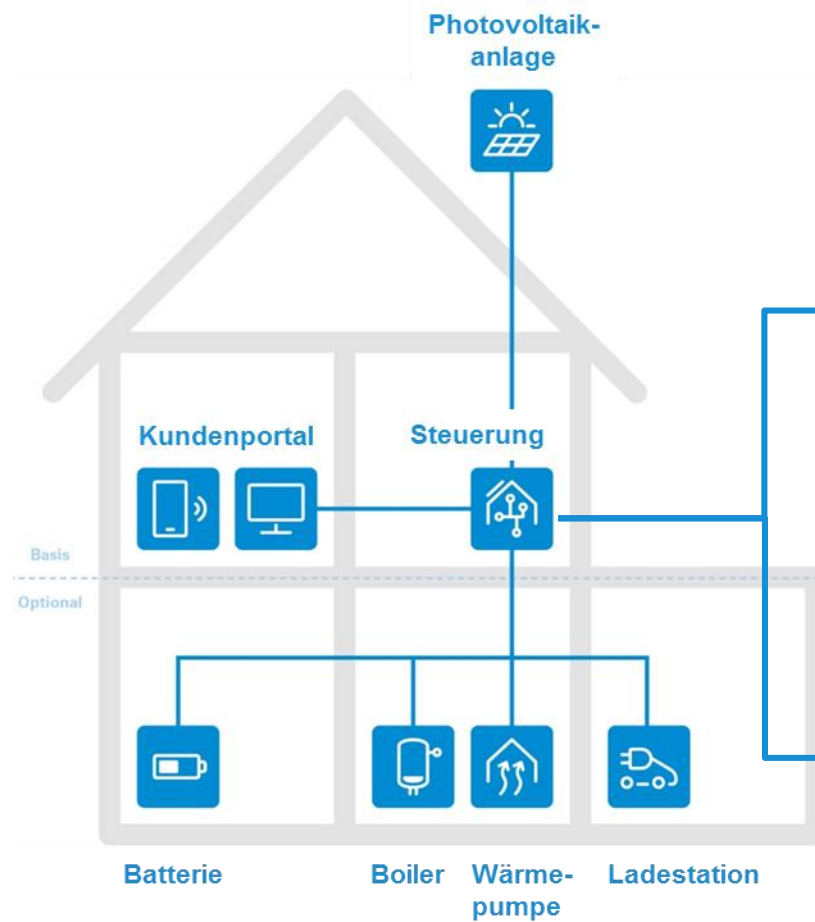 Photovoltaik-
anlage
Kundenportal
Steuerung
Basis
Optional
Batterie
Boiler
Wärme-
pumpe
Ladestation